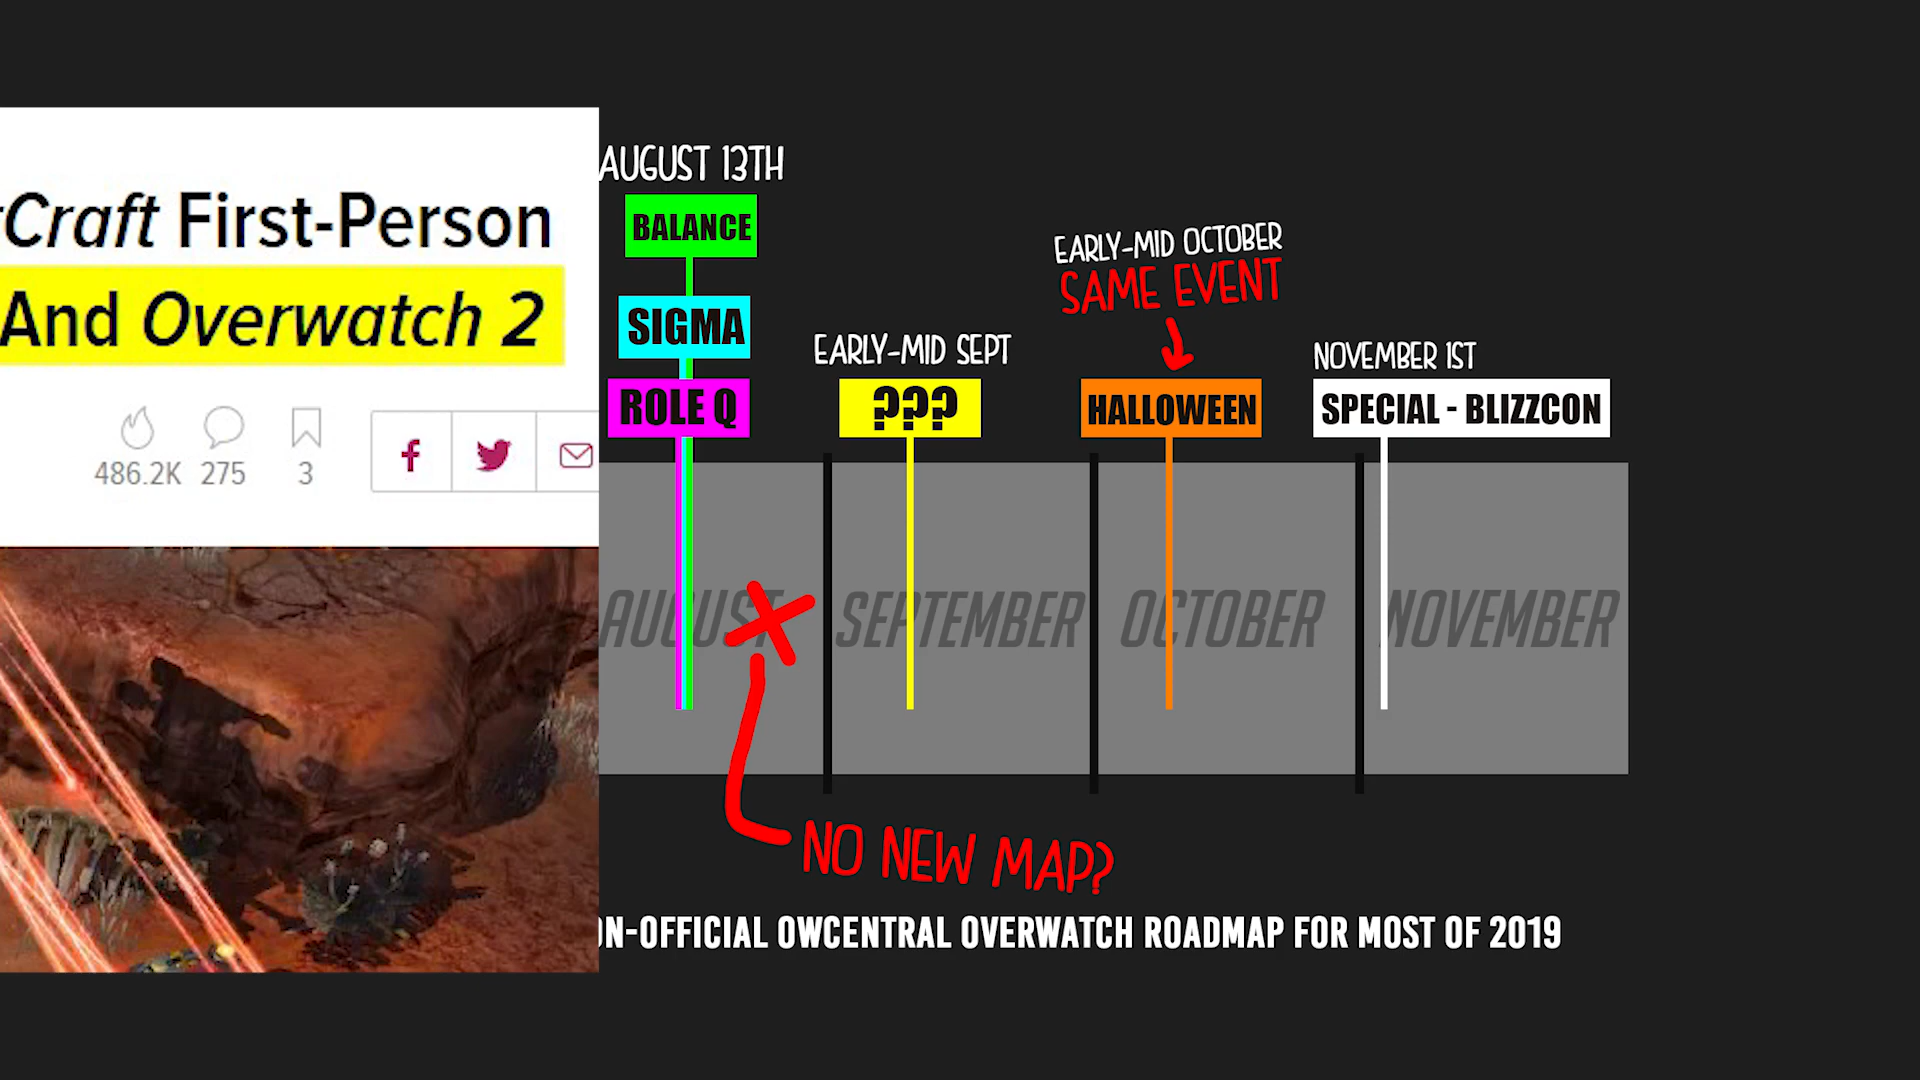 Craft First-Person
And Overwatch 2
486.2K 275 3
AUGUST 13TH
BALANCE
SIGMA
ROLE Q
EARLY-MID SEPT
???
EARLY-MID OCTOBER
SAME EVENT
HALLOWEEN
NOVEMBER 1ST
SPECIAL - BLIZZCON
AUGUST SEPTEMBER OCTOBER NOVEMBER
NO NEW MAP?
ON-OFFICIAL OWCENTRAL OVERWATCH ROADMAP FOR MOST OF 2019